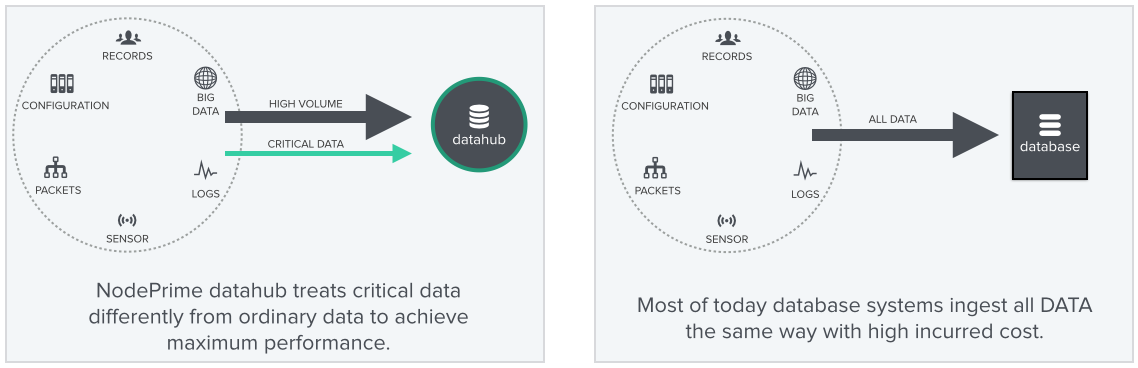 RECORDS
CONFIGURATION
BIG
DATA
HIGH VOLUME
CRITICAL DATA
datahub
PACKETS
LOGS
SENSOR
NodePrime datahub treats critical data
differently from ordinary data to achieve
maximum performance.
RECORDS
CONFIGURATION
BIG
DATA
ALL DATA
database
PACKETS
LOGS
SENSOR
Most of today database systems ingest all DATA
the same way with high incurred cost.